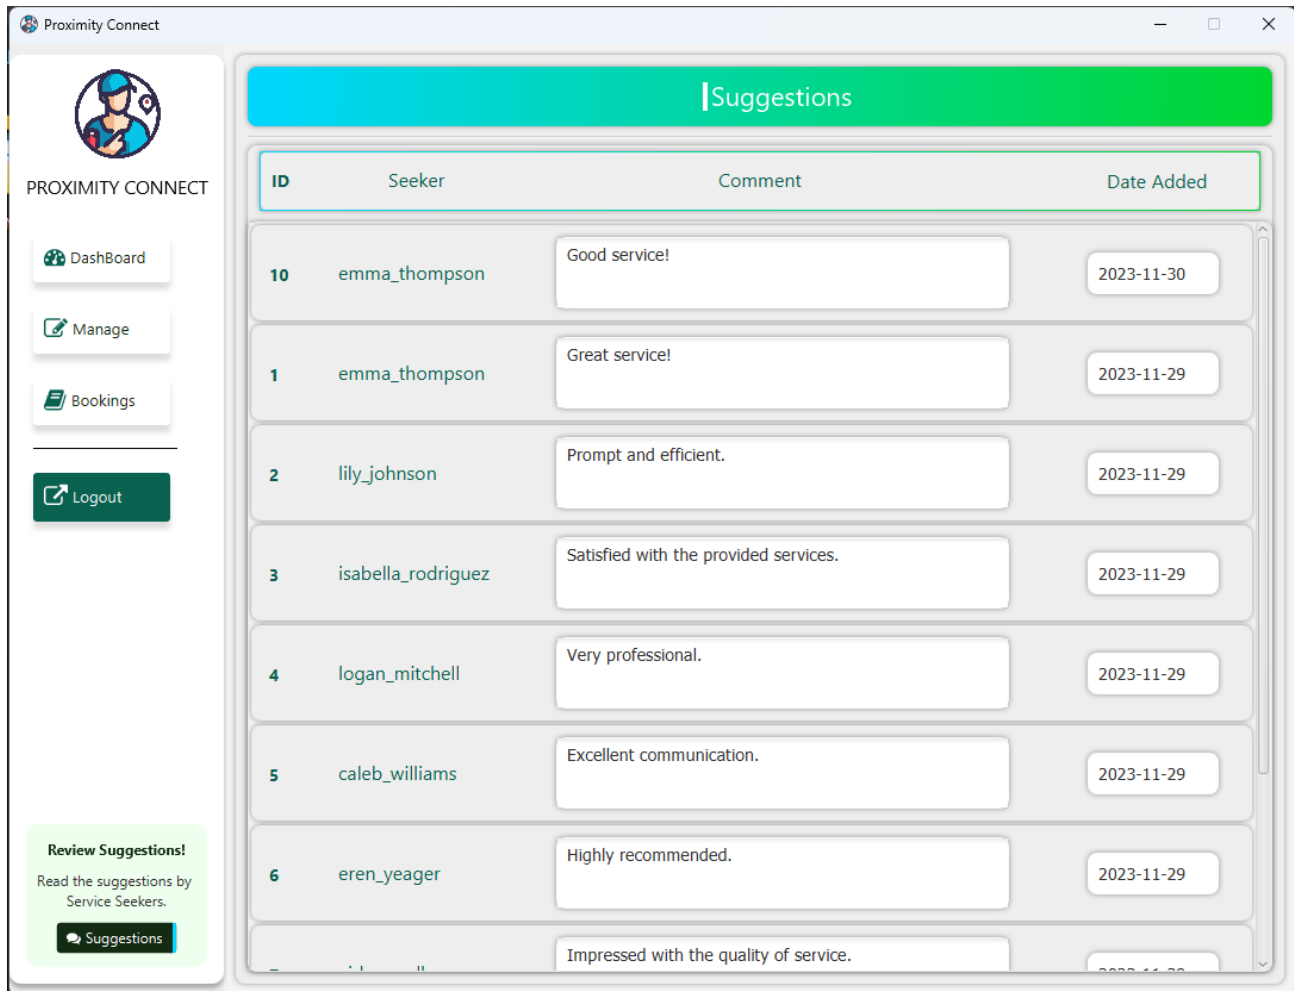 Proximity Connect
PROXIMITY CONNECT
DashBoard
Manage
Bookings
Logout
Review Suggestions!
Read the suggestions by
Service Seekers.
Suggestions
Suggestions
ID Seeker Comment Date Added
10 emma_thompson Good service! 2023-11-30
1 emma_thompson Great service! 2023-11-29
2 lily_johnson Prompt and efficient. 2023-11-29
3 isabella_rodriguez Satisfied with the provided services. 2023-11-29
4 logan_mitchell Very professional. 2023-11-29
5 caleb_williams Excellent communication. 2023-11-29
6 eren_yeager Highly recommended. 2023-11-29
Impressed with the quality of service.